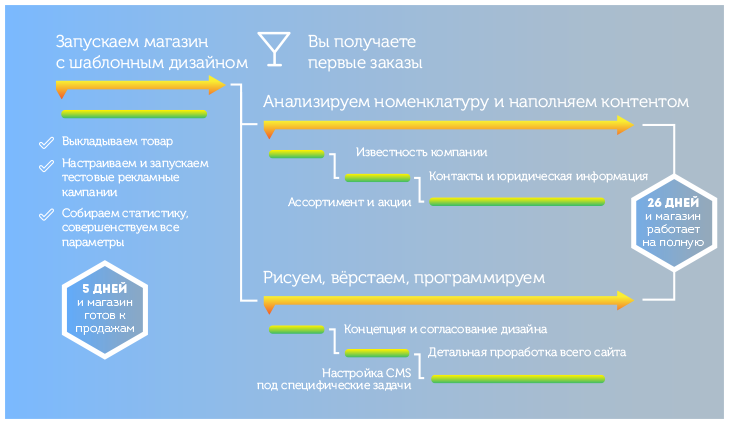 Запускаем магазин
с шаблонным дизайном
Вы получаете
первые заказы
Выкладываем товар
Настраиваем и запускаем
тестовые рекламные
кампании
Собираем статистику,
совершенствуем все
параметры
5 ДНЕЙ
и магазин
готов к
продажам
Анализируем номенклатуру и наполняем контентом
Известность компании
Контакты и юридическая информация
Ассортимент и акции
26 ДНЕЙ
и магазин
работает
на полную
Рисуем, вёрстаем, программируем
Концепция и согласование дизайна
Детальная проработка всего сайта
Настройка CMS
под специфические задачи